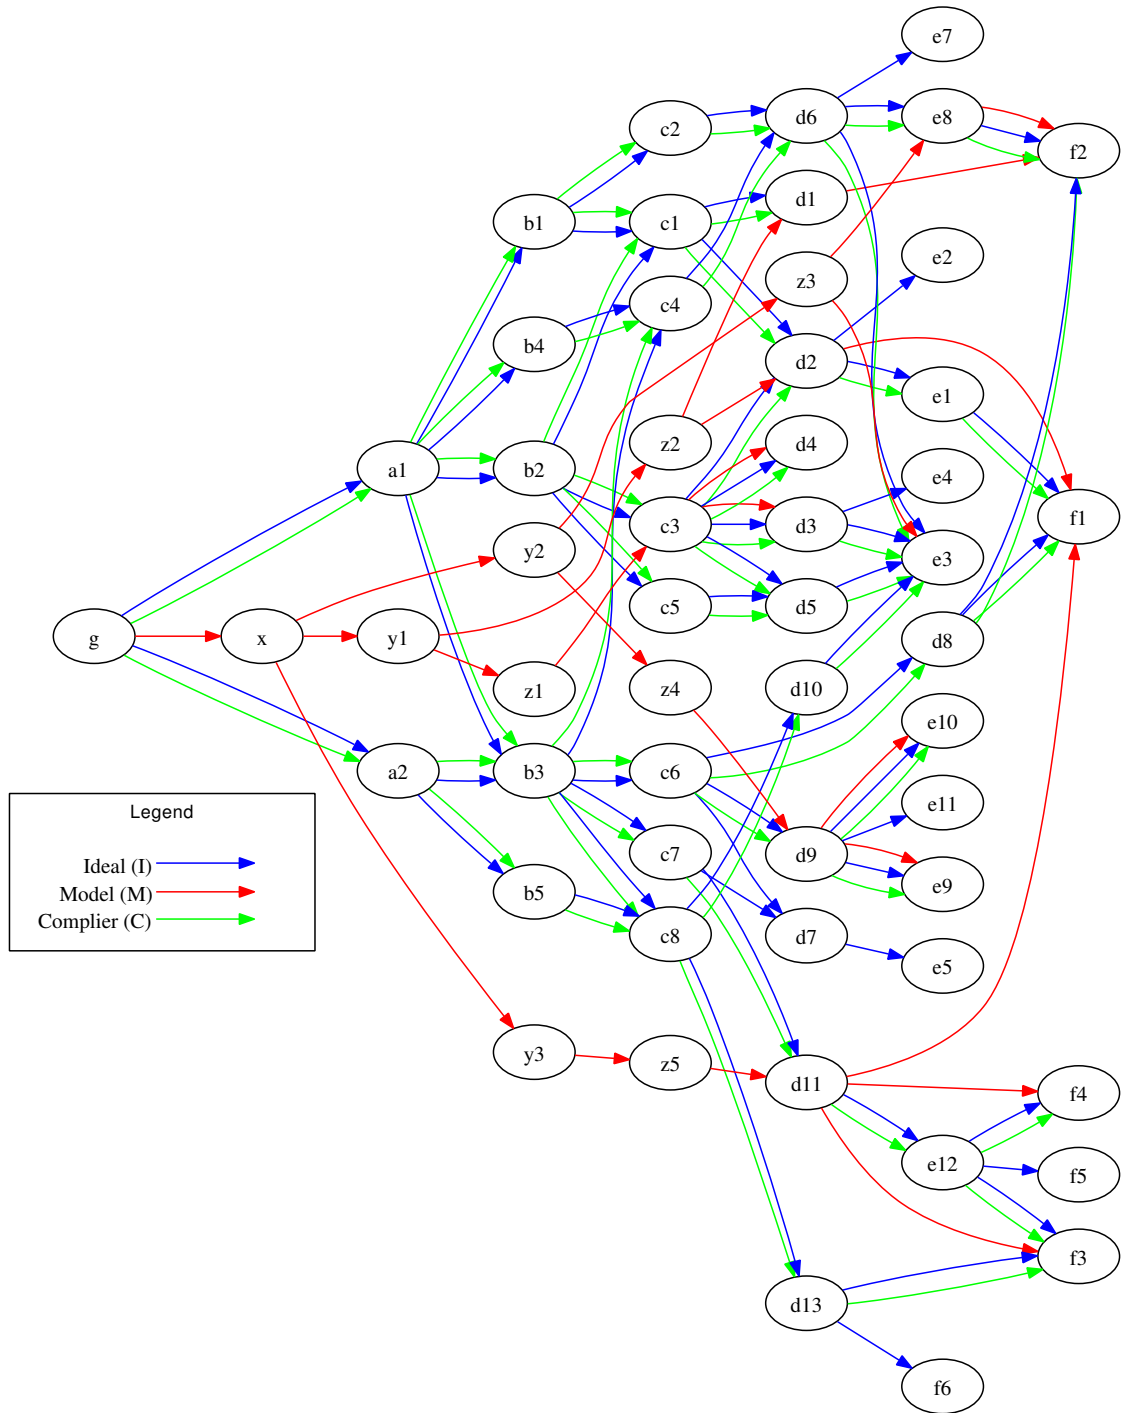 e7
c2
d6
e8
f2
b1
c1
d1
e2
z3
c4
b4
d2
e1
z2
d4
a1
b2
e4
c3
d3
f1
y2
e3
c5
d5
g
x
y1
d8
z1
z4
d10
e10
a2
b3
c6
e11
Legend
Ideal (I)
Model (M)
Complier (C)
c7
d9
e9
b5
c8
d7
e5
y3
z5
d11
f4
e12
f5
f3
d13
f6